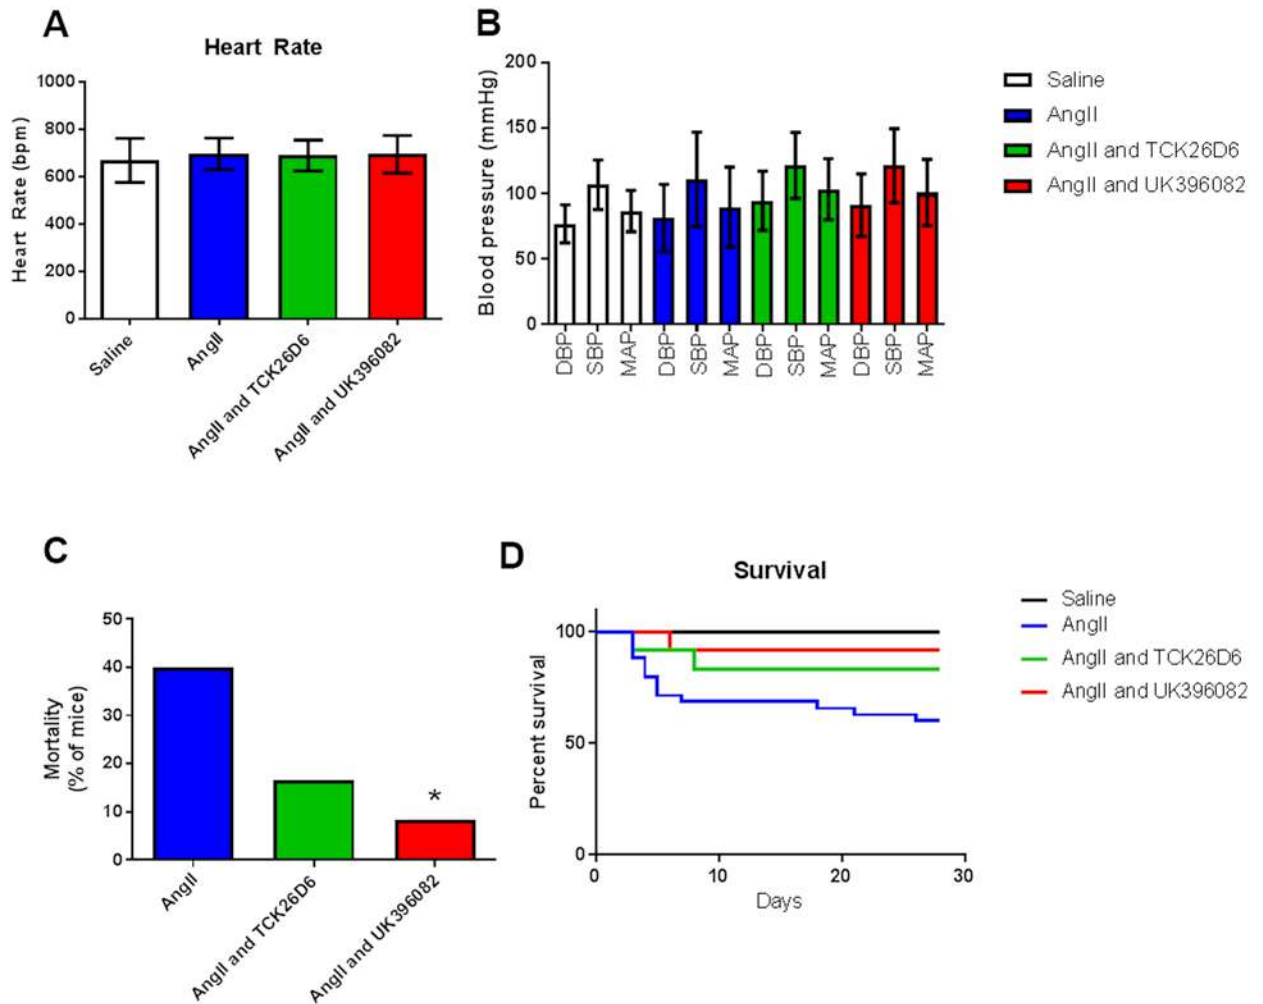 A
Heart Rate
Heart Rate (bpm)
1000
800
600
400
200
0
Saline
AngII
AngII and TCK26D6
AngII and UK396082
B
Blood pressure (mmHg)
200
150
100
50
0
DBP
SBP
MAP
DBP
SBP
MAP
DBP
SBP
MAP
DBP
SBP
MAP
Saline
AngII
AngII and TCK26D6
AngII and UK396082
C
Mortality
(% of mice)
50
40
30
20
10
0
*
AngII
AngII and TCK26D6
AngII and UK396082
D
Survival
Percent survival
100
50
0
0
10
20
30
Days
Saline
AngII
AngII and TCK26D6
AngII and UK396082